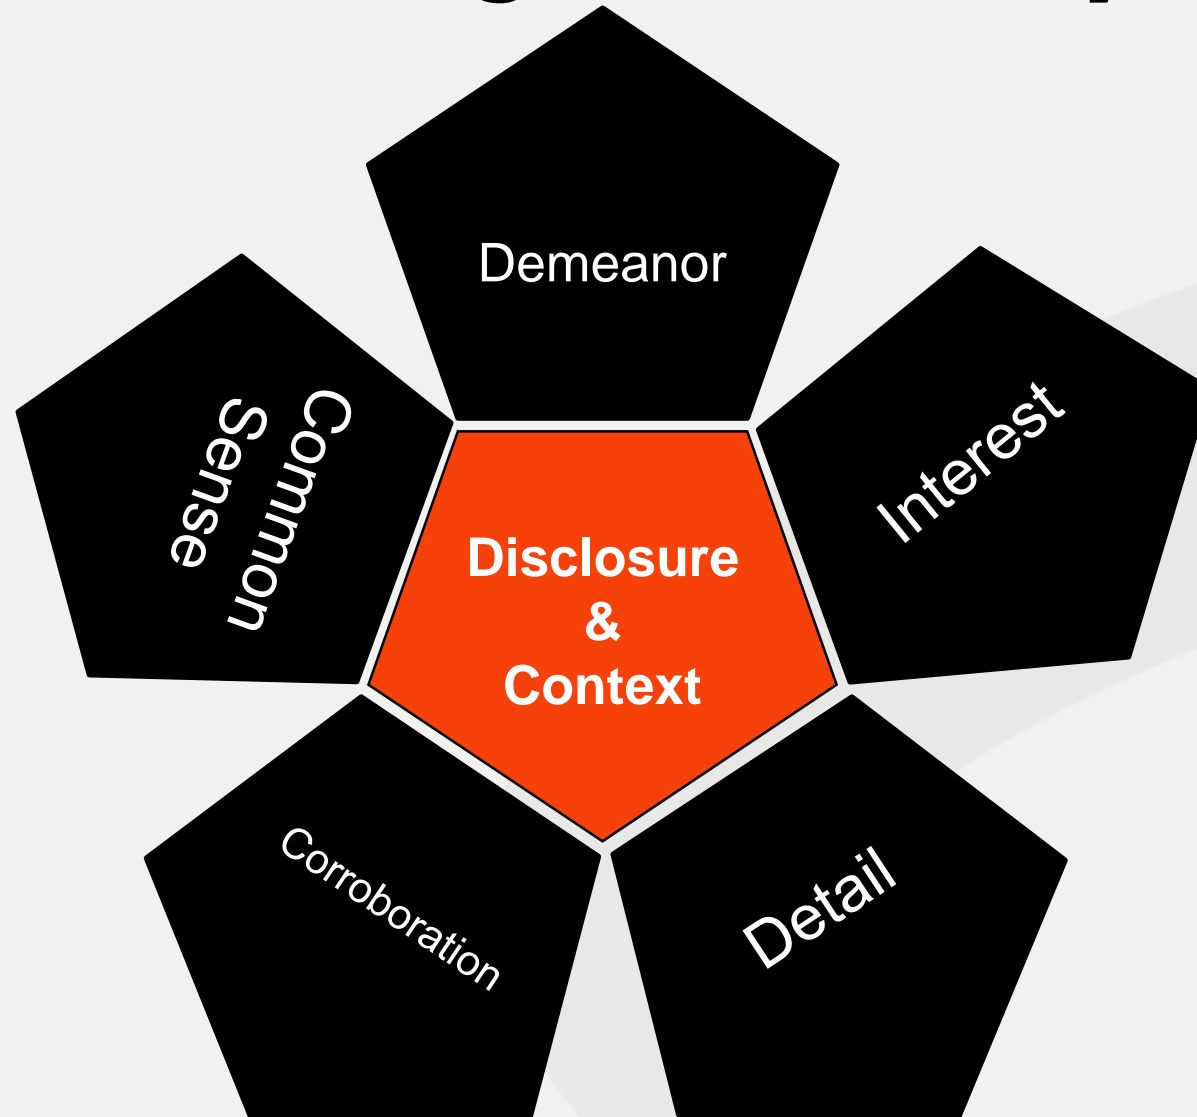 Demeanor
Interest
Common
Sense
Disclosure
&
Context
Corroboration
Detail